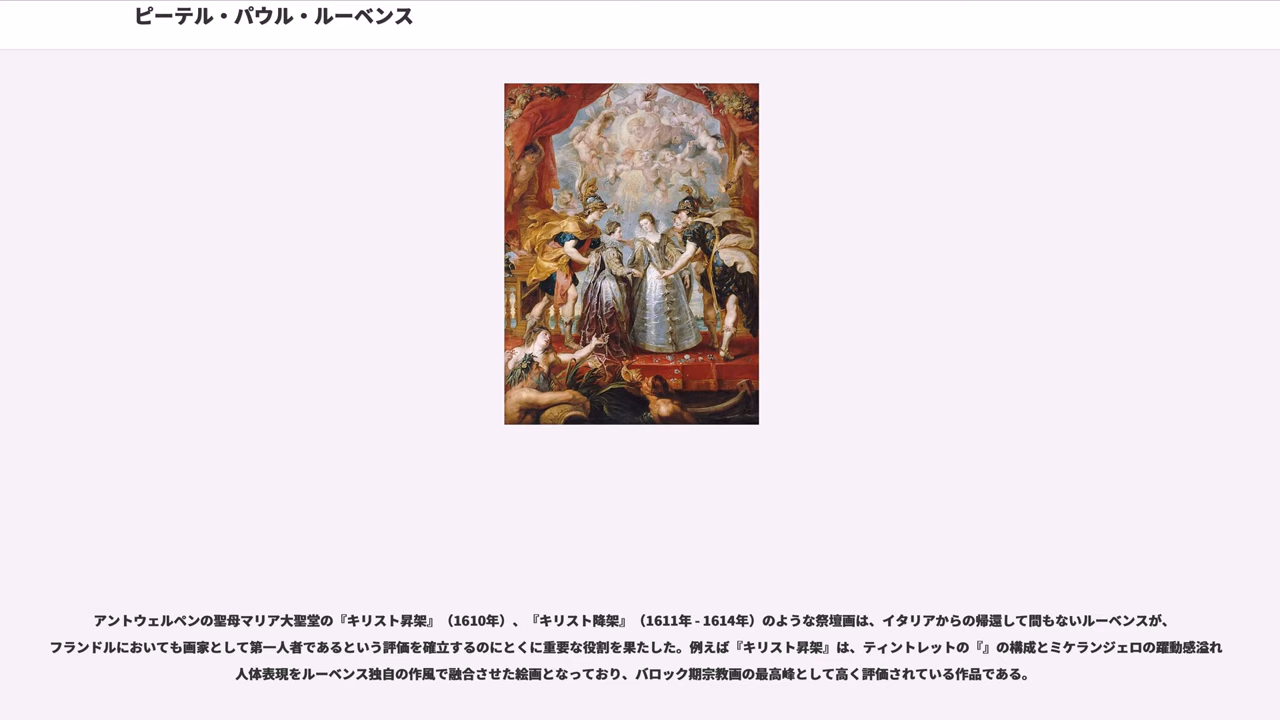 ピーテル・パウル・ルーベンス
アントウェルペンの聖母マリア大聖堂の『キリスト昇架』（1610年）、『キリスト降架』（1611年 - 1614年）のような祭壇画は、イタリアからの帰還して間もないルーベンスが、
フランドルにおいても画家として第一人者であるという評価を確立するのにとくに重要な役割を果たした。例えば『キリスト昇架』は、ティントレットの『』の構成とミケランジェロの躍動感溢れ
人体表現をルーベンス独自の作風で融合させた絵画となっており、バロック期宗教画の最高峰として高く評価されている作品である。